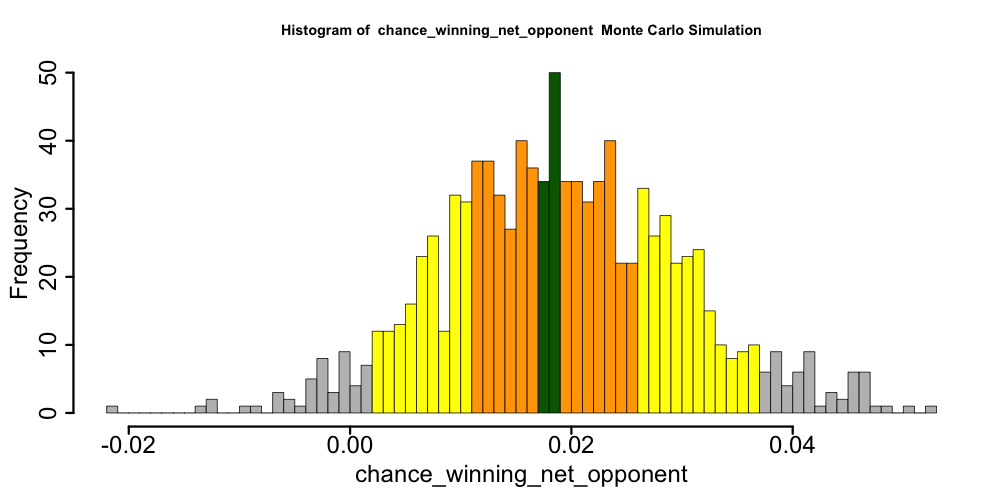 Histogram of  chance_winning_net_opponent  Monte Carlo Simulation
50
40
30
20
10
0
Frequency
-0.02 0.00 0.02 0.04
chance_winning_net_opponent